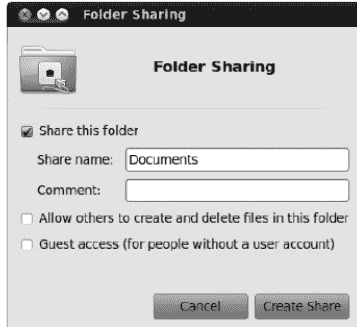 Folder Sharing
Folder Sharing
Share this folder
Share name: Documents
Comment:
Allow others to create and delete files in this folder
Guest access (for people without a user account)
Cancel Create Share